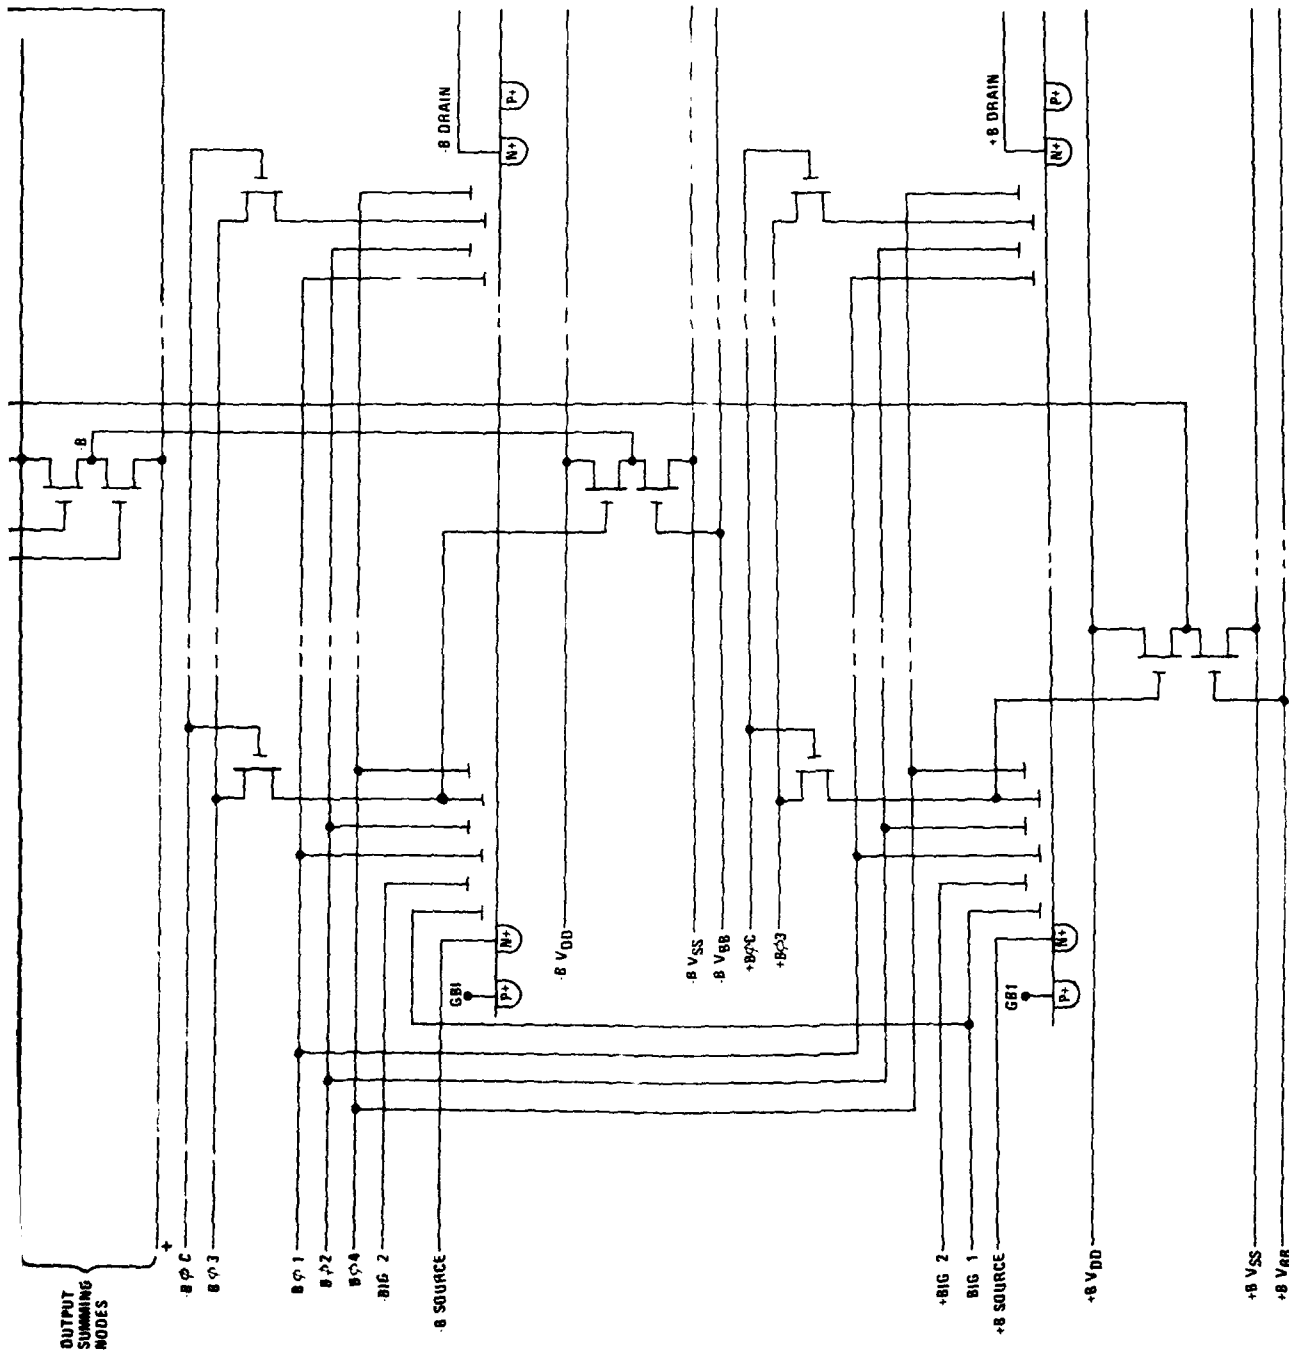 -B DRAIN
P+
N+
+B DRAIN
P+
N+
-B
-B VDD
-B VSS
-B VBB
+BϕC
+Bϕ3
N+
P+
GBI
N+
P+
GB1
+
-BϕC
Bϕ3
Bϕ1
Bϕ2
Bϕ4
-BIG 2
-B SOURCE
+BIG 2
BIG 1
+B SOURCE
+B VDD
+B VSS
+B VBB
OUTPUT
SUMMING
NODES